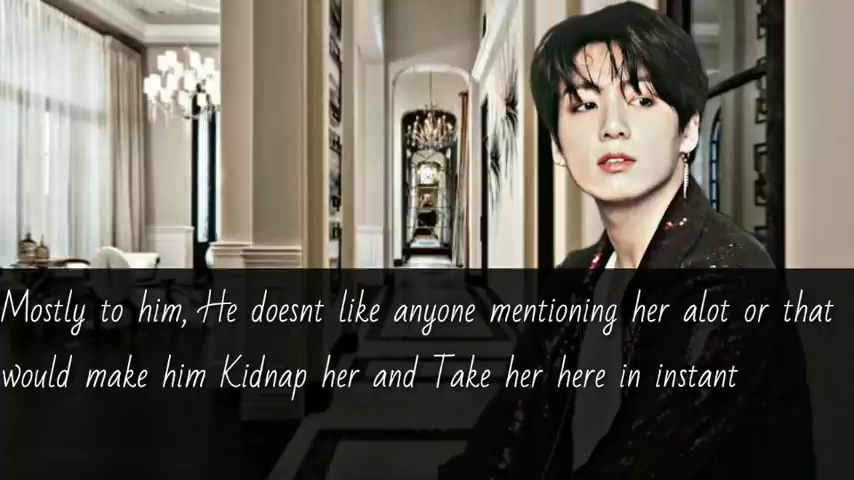 Mostly to him, He doesnt like anyone mentioning her alot or that
would make him Kidnap her and Take her here in instant